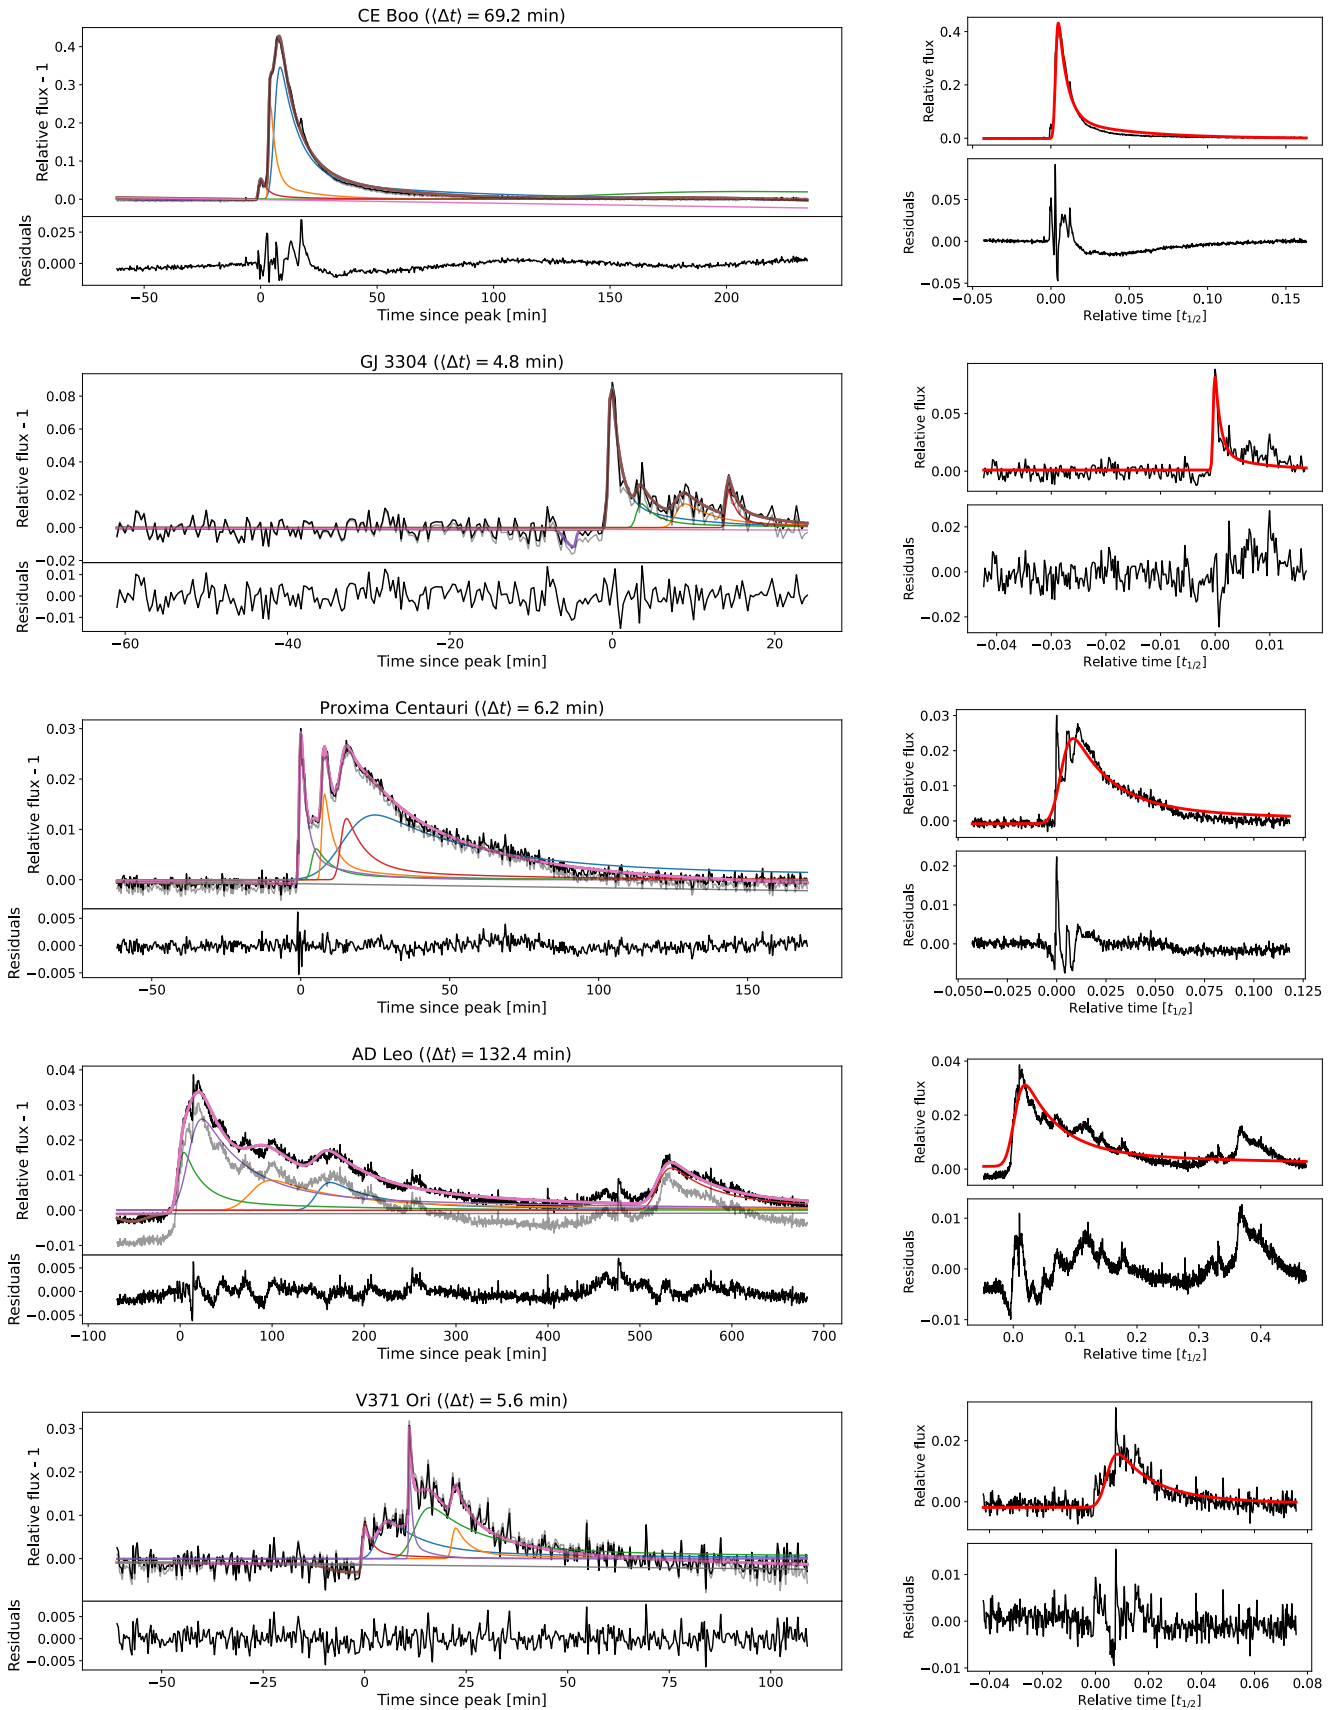 CE Boo (⟨Δt⟩ = 69.2 min)
Relative flux - 1
0.4
0.3
0.2
0.1
0.0
Residuals
0.025
0.000
−50 0 50 100 150 200
Time since peak [min]
Relative flux
0.4
0.2
0.0
Residuals
0.05
0.00
−0.05
−0.05 0.00 0.05 0.10 0.15
Relative time [t1/2]
GJ 3304 (⟨Δt⟩ = 4.8 min)
Relative flux - 1
0.08
0.06
0.04
0.02
0.00
−0.02
Residuals
0.01
0.00
−0.01
−60 −40 −20 0 20
Time since peak [min]
Relative flux
0.05
0.00
Residuals
0.02
0.00
−0.02
−0.04 −0.03 −0.02 −0.01 0.00 0.01
Relative time [t1/2]
Proxima Centauri (⟨Δt⟩ = 6.2 min)
Relative flux - 1
0.03
0.02
0.01
0.00
Residuals
0.005
0.000
−0.005
−50 0 50 100 150
Time since peak [min]
Relative flux
0.03
0.02
0.01
0.00
Residuals
0.02
0.01
0.00
−0.050 −0.025 0.000 0.025 0.050 0.075 0.100 0.125
Relative time [t1/2]
AD Leo (⟨Δt⟩ = 132.4 min)
Relative flux - 1
0.04
0.03
0.02
0.01
0.00
−0.01
Residuals
0.005
0.000
−0.005
−100 0 100 200 300 400 500 600 700
Time since peak [min]
Relative flux
0.04
0.02
0.00
Residuals
0.01
0.00
−0.01
0.0 0.1 0.2 0.3 0.4
Relative time [t1/2]
V371 Ori (⟨Δt⟩ = 5.6 min)
Relative flux - 1
0.03
0.02
0.01
0.00
Residuals
0.005
0.000
−0.005
−50 −25 0 25 50 75 100
Time since peak [min]
Relative flux
0.02
0.00
Residuals
0.01
0.00
−0.01
−0.04 −0.02 0.00 0.02 0.04 0.06 0.08
Relative time [t1/2]